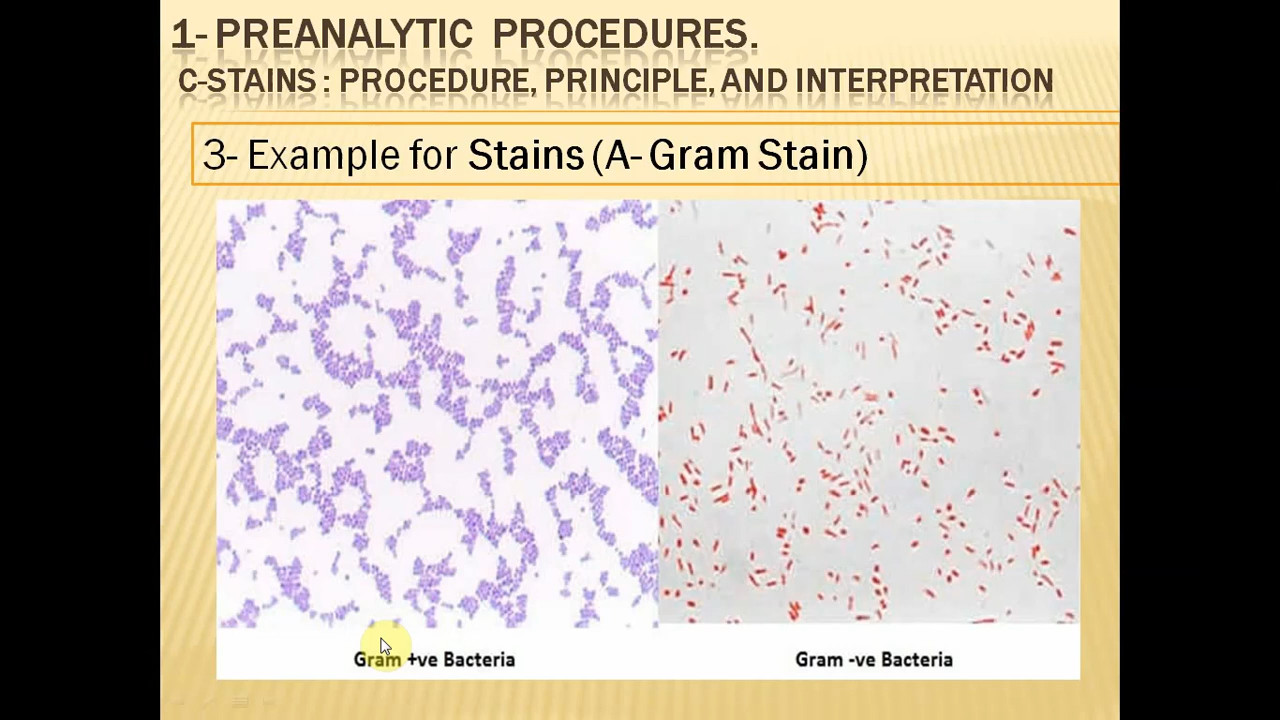 1- PREANALYTIC PROCEDURES.
C-STAINS : PROCEDURE, PRINCIPLE, AND INTERPRETATION
3- Example for Stains (A- Gram Stain)
Gram +ve Bacteria
Gram -ve Bacteria